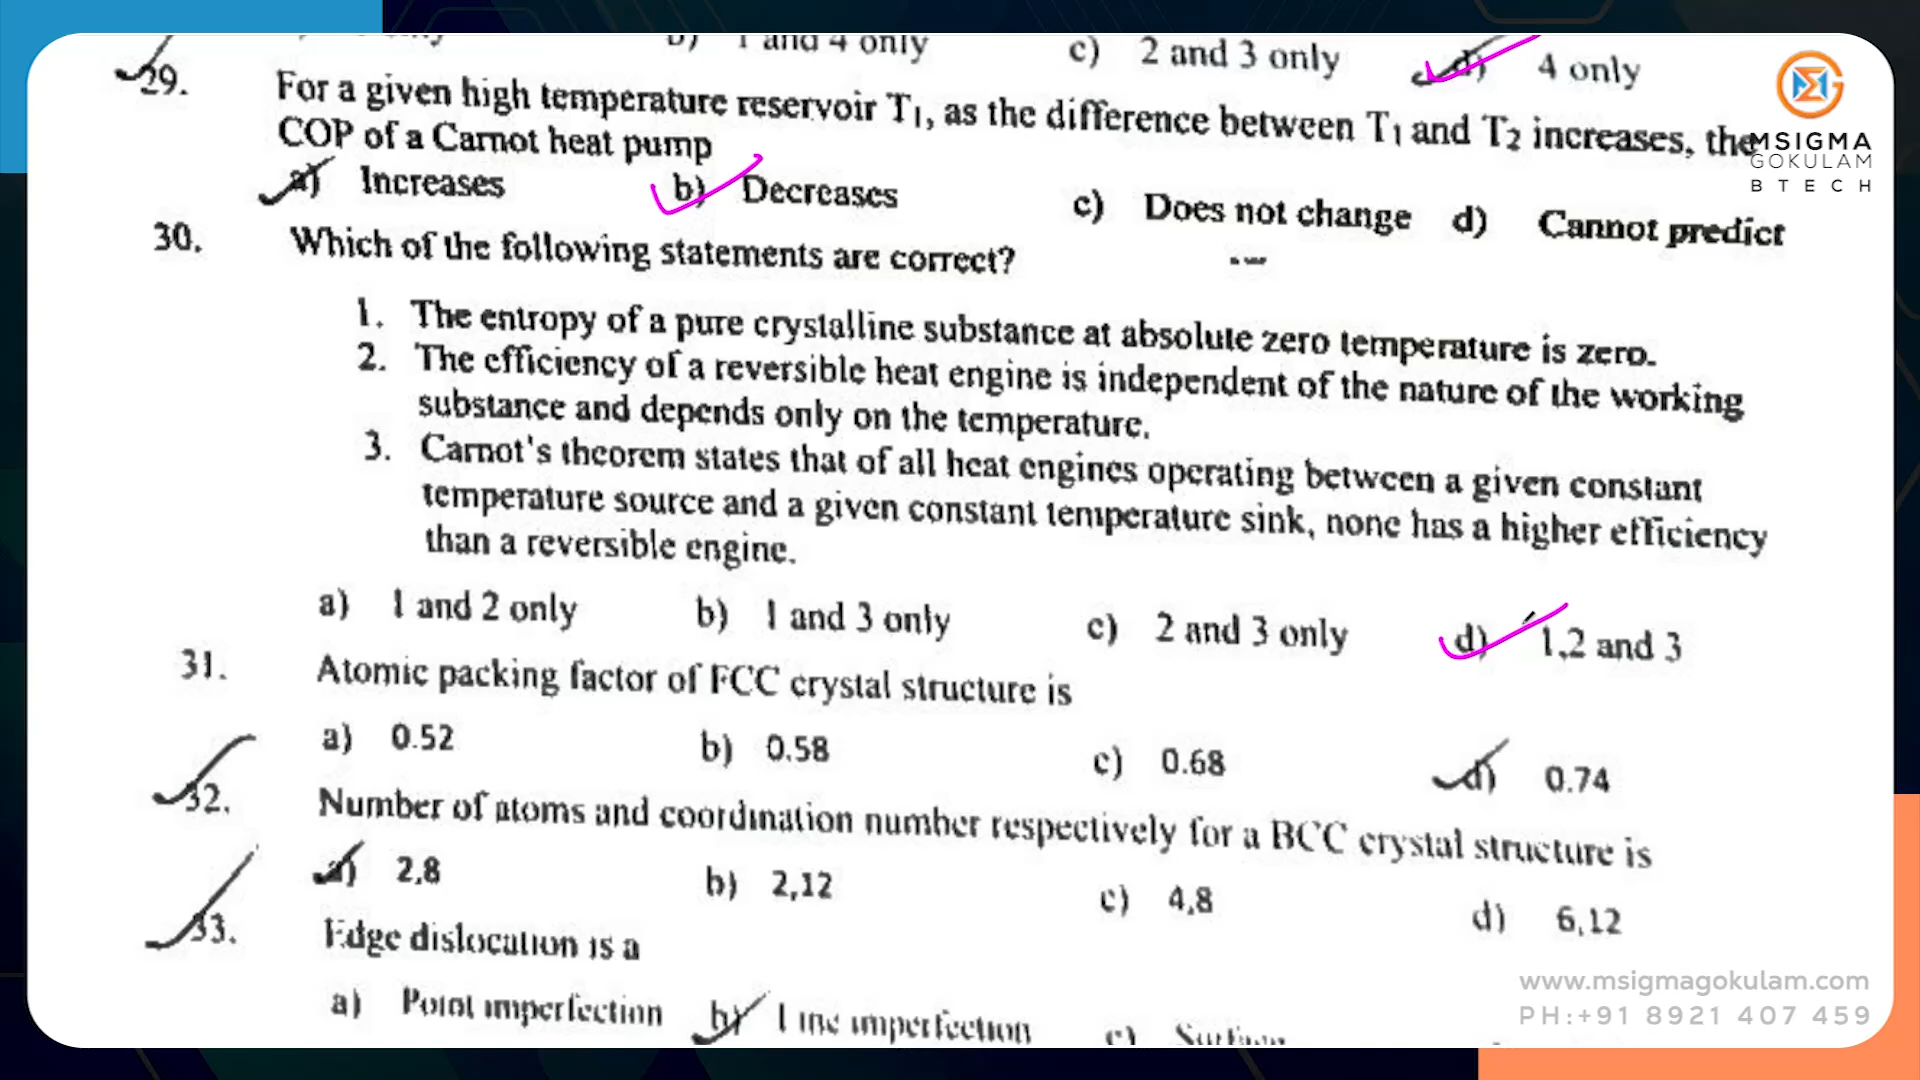 b) 1 and 4 only c) 2 and 3 only d) 4 only
29. For a given high temperature reservoir T1, as the difference between T1 and T2 increases, the
COP of a Carnot heat pump
a) Increases b) Decreases c) Does not change d) Cannot predict
30. Which of the following statements are correct?
1. The entropy of a pure crystalline substance at absolute zero temperature is zero.
2. The efficiency of a reversible heat engine is independent of the nature of the working
substance and depends only on the temperature.
3. Carnot's theorem states that of all heat engines operating between a given constant
temperature source and a given constant temperature sink, none has a higher efficiency
than a reversible engine.
a) 1 and 2 only b) 1 and 3 only c) 2 and 3 only d) 1,2 and 3
31. Atomic packing factor of FCC crystal structure is
a) 0.52 b) 0.58 c) 0.68 d) 0.74
32. Number of atoms and coordination number respectively for a BCC crystal structure is
a) 2,8 b) 2,12 c) 4,8 d) 6,12
33. Edge dislocation is a
a) Point imperfection b) Line imperfection c)
MSIGMA
GOKULAM
BTECH
www.msigmagokulam.com
PH:+91 8921 407 459